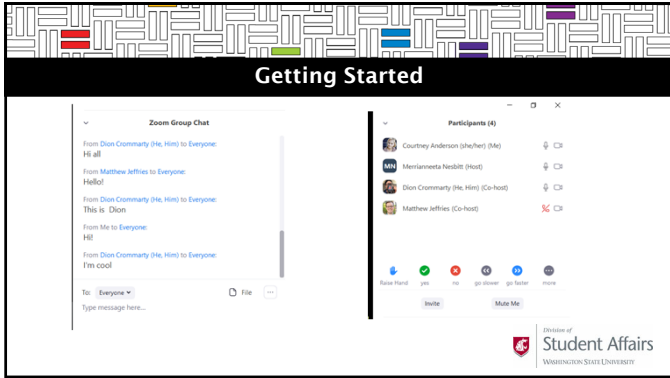 Getting Started
Zoom Group Chat
From Dion Crommarty (He, Him) to Everyone:
Hi all
From Matthew Jeffries to Everyone:
Hello!
From Dion Crommarty (He, Him) to Everyone:
This is Dion
From Me to Everyone:
Hi!
From Dion Crommarty (He, Him) to Everyone:
I'm cool
To: Everyone
File
Type message here...
Participants (4)
Courtney Anderson (she/her) (Me)
MN Merrianneeta Nesbitt (Host)
Dion Crommarty (He, Him) (Co-host)
Matthew Jeffries (Co-host)
Raise Hand yes no go slower go faster more
Invite Mute Me
Division of
Student Affairs
WASHINGTON STATE UNIVERSITY